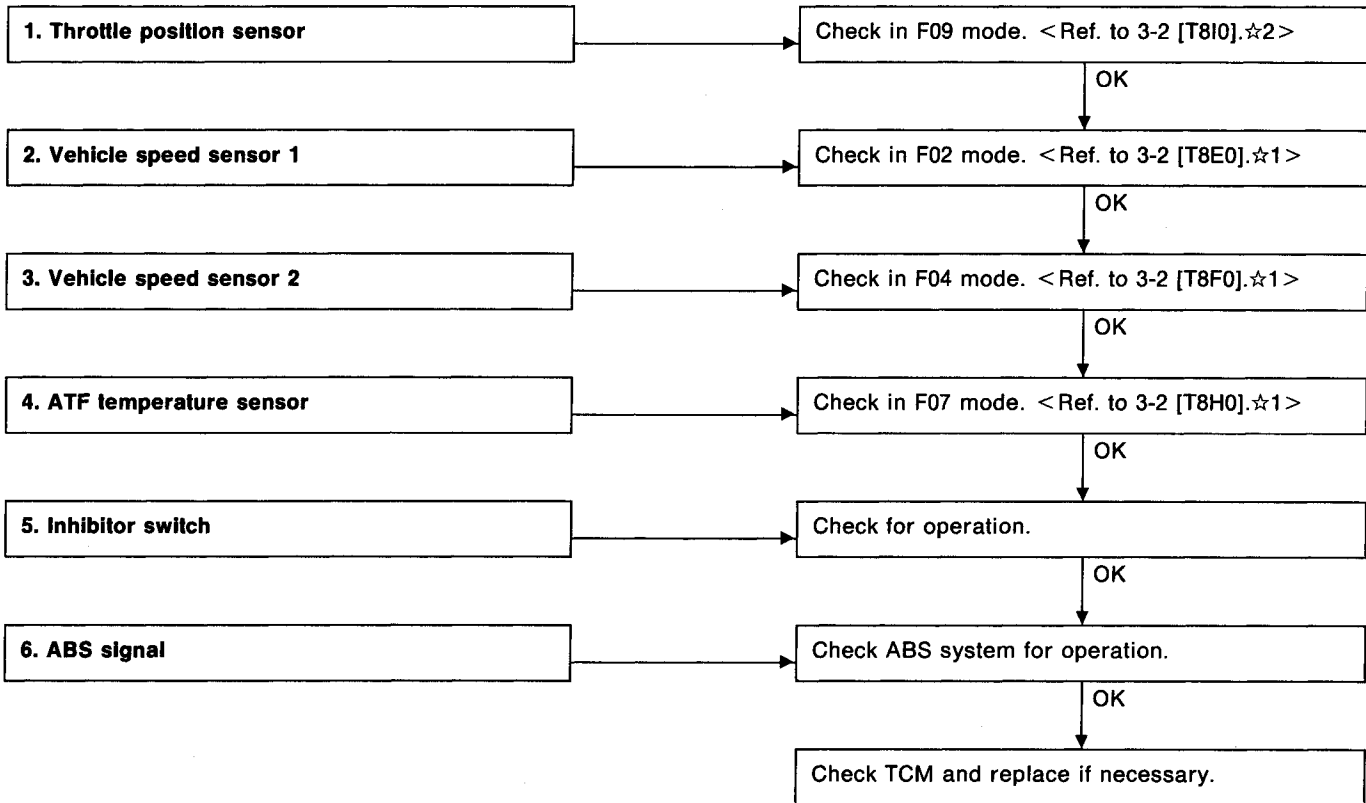 1. Throttle position sensor
Check in F09 mode. <Ref. to 3-2 [T8I0].☆2>
OK
2. Vehicle speed sensor 1
Check in F02 mode. <Ref. to 3-2 [T8E0].☆1>
OK
3. Vehicle speed sensor 2
Check in F04 mode. <Ref. to 3-2 [T8F0].☆1>
OK
4. ATF temperature sensor
Check in F07 mode. <Ref. to 3-2 [T8H0].☆1>
OK
5. Inhibitor switch
Check for operation.
OK
6. ABS signal
Check ABS system for operation.
OK
Check TCM and replace if necessary.